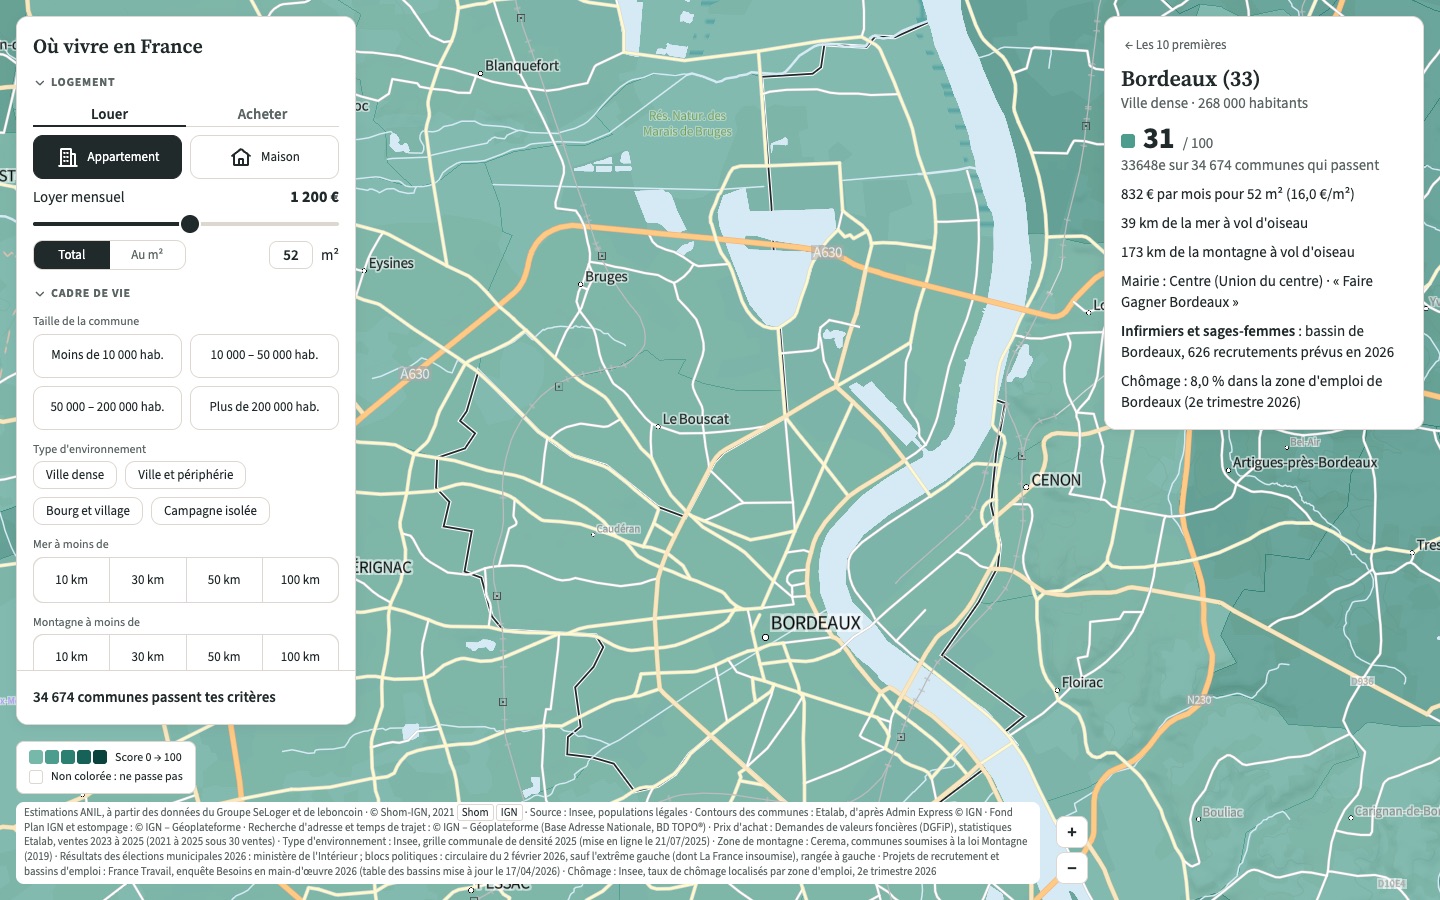 Où vivre en France
LOGEMENT
Louer
Acheter
Appartement
Maison
Loyer mensuel
1 200 €
Total
Au m²
52
m²
CADRE DE VIE
Taille de la commune
Moins de 10 000 hab.
10 000 – 50 000 hab.
50 000 – 200 000 hab.
Plus de 200 000 hab.
Type d'environnement
Ville dense
Ville et périphérie
Bourg et village
Campagne isolée
Mer à moins de
10 km
30 km
50 km
100 km
Montagne à moins de
10 km
30 km
50 km
100 km
34 674 communes passent tes critères
Score 0 → 100
Non colorée : ne passe pas
Blanquefort
Rés. Natur. des
Marais de Bruges
A630
Eysines
Bruges
A630
Le Bouscat
Caudéran
CENON
Bel-Air
Artigues-près-Bordeaux
ÉRIGNAC
BORDEAUX
Floirac
D936
N230
Bouliac
D10E4
← Les 10 premières
Bordeaux (33)
Ville dense · 268 000 habitants
31 / 100
33648e sur 34 674 communes qui passent
832 € par mois pour 52 m² (16,0 €/m²)
39 km de la mer à vol d'oiseau
173 km de la montagne à vol d'oiseau
Mairie : Centre (Union du centre) · « Faire
Gagner Bordeaux »
Infirmiers et sages-femmes : bassin de
Bordeaux, 626 recrutements prévus en 2026
Chômage : 8,0 % dans la zone d'emploi de
Bordeaux (2e trimestre 2026)
Estimations ANIL, à partir des données du Groupe SeLoger et de leboncoin · © Shom-IGN, 2021 Shom IGN · Source : Insee, populations légales · Contours des communes : Etalab, d'après Admin Express © IGN · Fond
Plan IGN et estompage : © IGN – Géoplateforme · Recherche d'adresse et temps de trajet : © IGN – Géoplateforme (Base Adresse Nationale, BD TOPO®) · Prix d'achat : Demandes de valeurs foncières (DGFiP), statistiques
Etalab, ventes 2023 à 2025 (2021 à 2025 sous 30 ventes) · Type d'environnement : Insee, grille communale de densité 2025 (mise en ligne le 21/07/2025) · Zone de montagne : Cerema, communes soumises à la loi Montagne
(2019) · Résultats des élections municipales 2026 : ministère de l'Intérieur ; blocs politiques : circulaire du 2 février 2026, sauf l'extrême gauche (dont La France insoumise), rangée à gauche · Projets de recrutement et
bassins d'emploi : France Travail, enquête Besoins en main-d'œuvre 2026 (table des bassins mise à jour le 17/04/2026) · Chômage : Insee, taux de chômage localisés par zone d'emploi, 2e trimestre 2026
+
−